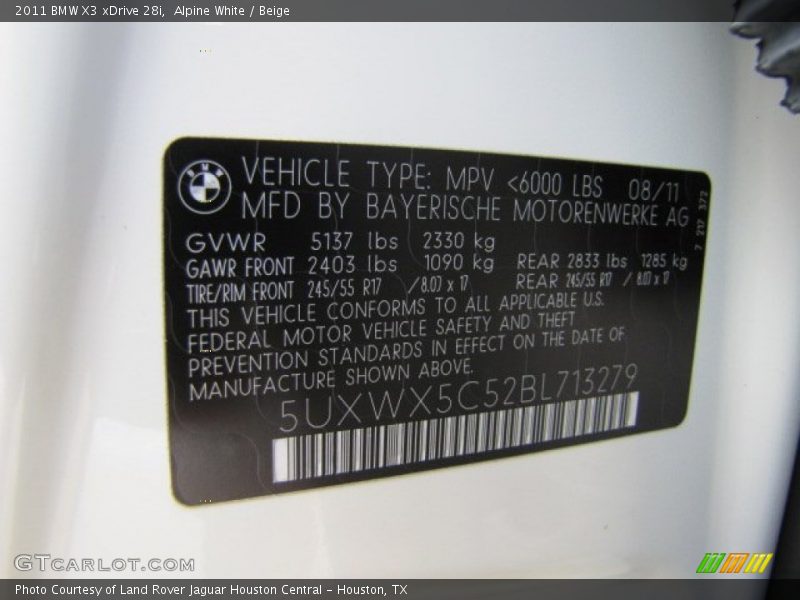 2011 BMW X3 xDrive 28i, Alpine White / Beige
BMW
VEHICLE TYPE: MPV <6000 LBS 08/11
MFD BY BAYERISCHE MOTORENWERKE AG
GVWR 5137 lbs 2330 kg
GAWR FRONT 2403 lbs 1090 kg REAR 2833 lbs 1285 kg
TIRE/RIM FRONT 245/55 R17 /8.0J x 17 REAR 245/55 R17 / 8.0J x 17
THIS VEHICLE CONFORMS TO ALL APPLICABLE U.S.
FEDERAL MOTOR VEHICLE SAFETY AND THEFT
PREVENTION STANDARDS IN EFFECT ON THE DATE OF
MANUFACTURE SHOWN ABOVE.
5UXWX5C52BL713279
GTCARLOT.COM
Photo Courtesy of Land Rover Jaguar Houston Central - Houston, TX